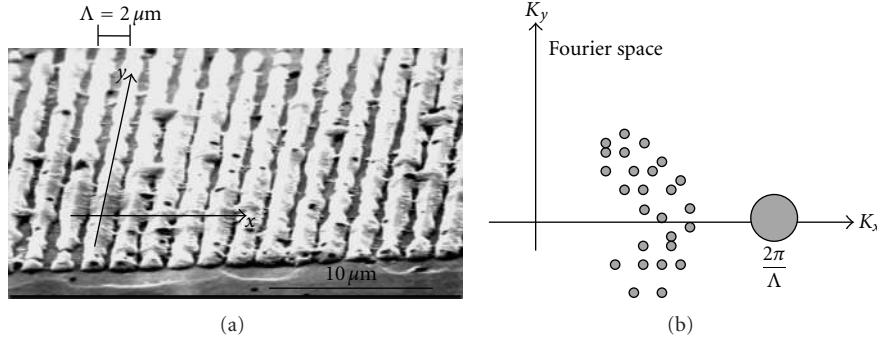 Λ = 2 μm
y
x
10 μm
(a)
K_y
Fourier space
K_x
2π
Λ
(b)